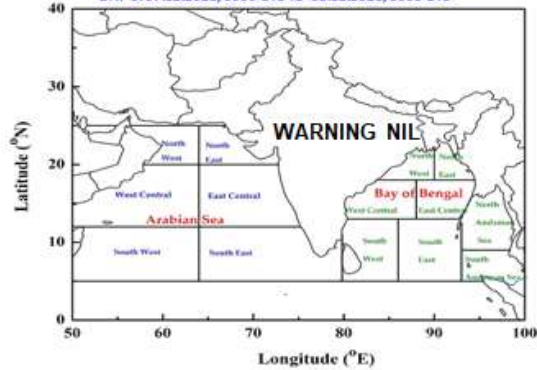 40
30
20
10
0
Latitude (°N)
WARNING NIL
North West
North East
West Central
East Central
Arabian Sea
South West
South East
North West
North East
Bay of Bengal
West Central
East Central
South West
South East
North Andaman Sea
South Andaman Sea
50 60 70 80 90 100
Longitude (°E)